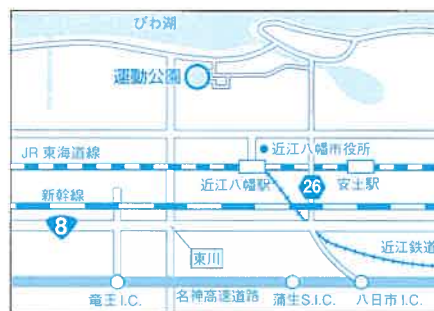 びわ湖
運動公園
近江八幡市役所
JR 東海道線
近江八幡駅
26
安土駅
新幹線
8
東川
近江鉄道
竜王 I.C.
名神高速道路
蒲生S.I.C.
八日市 I.C.